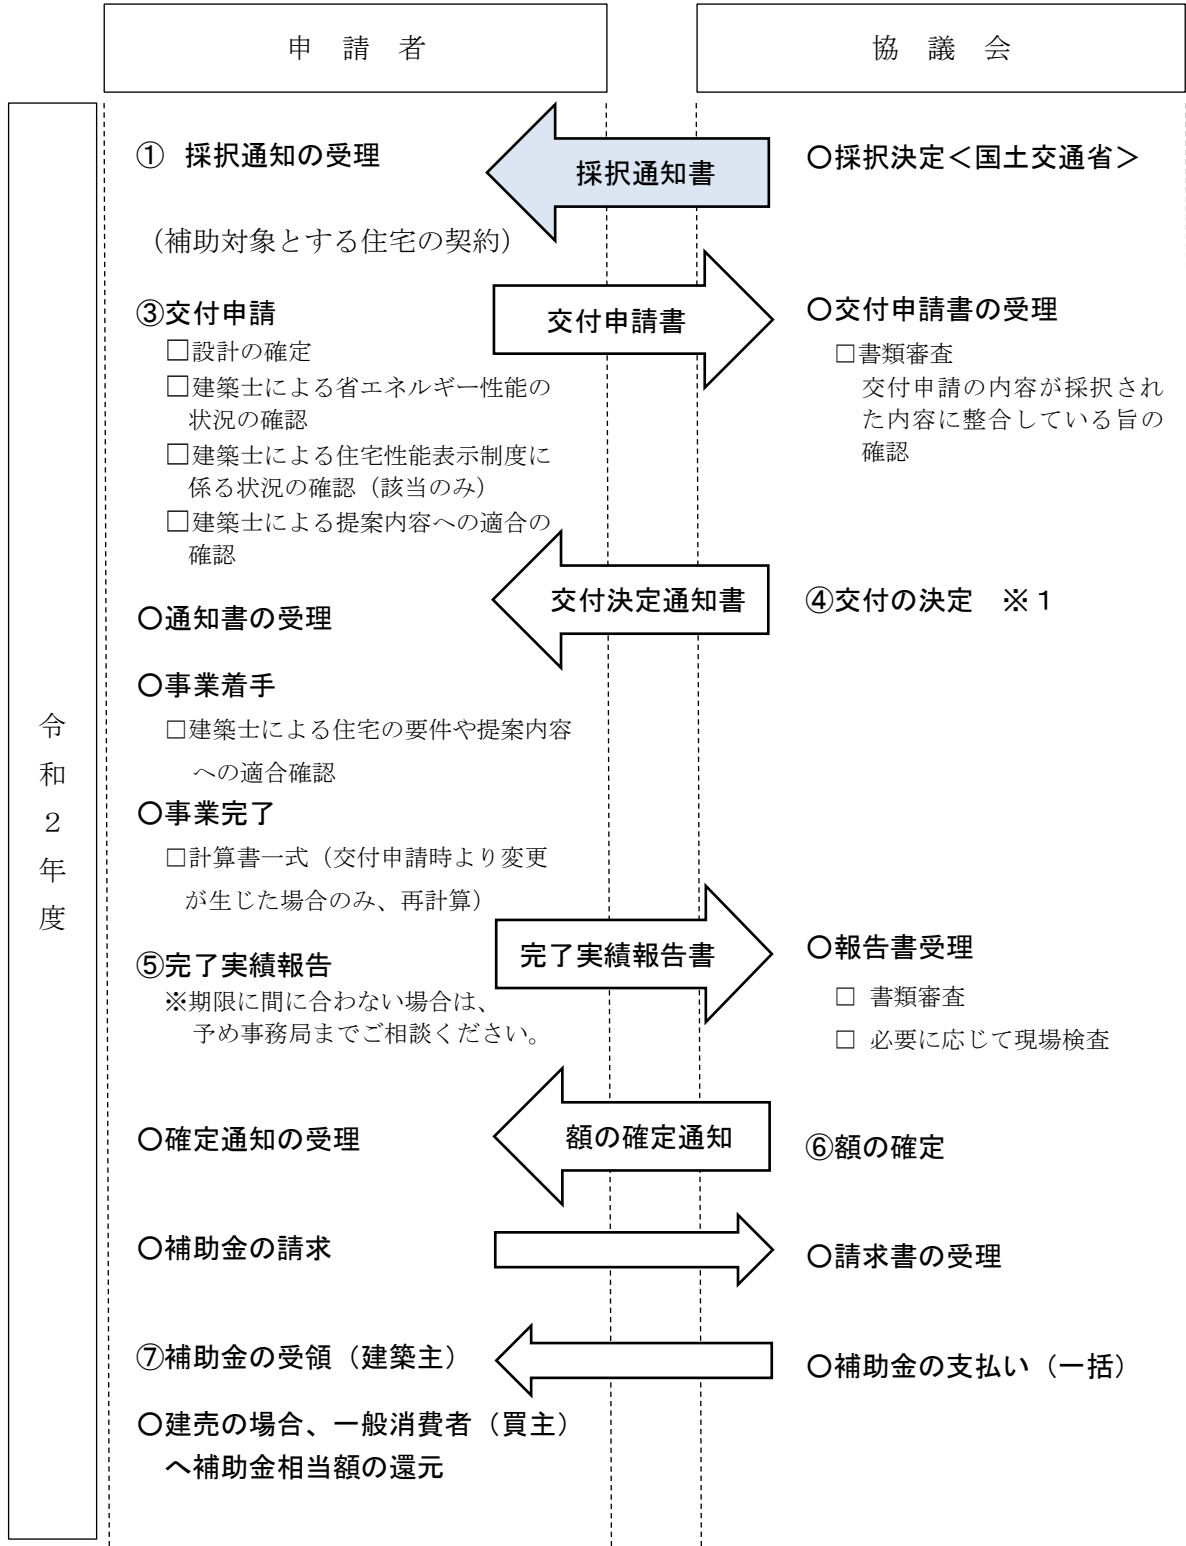 申 請 者
協 議 会
令和2年度
① 採択通知の受理
採択通知書
〇採択決定<国土交通省>
(補助対象とする住宅の契約)
③交付申請
交付申請書
〇交付申請書の受理
□設計の確定
□建築士による省エネルギー性能の
状況の確認
□建築士による住宅性能表示制度に
係る状況の確認(該当のみ)
□建築士による提案内容への適合の
確認
□書類審査
交付申請の内容が採択され
た内容に整合している旨の
確認
交付決定通知書
④交付の決定 ※1
〇通知書の受理
〇事業着手
□建築士による住宅の要件や提案内容
への適合確認
〇事業完了
□計算書一式(交付申請時より変更
が生じた場合のみ、再計算)
⑤完了実績報告
※期限に間に合わない場合は、
予め事務局までご相談ください。
完了実績報告書
〇報告書受理
□ 書類審査
□ 必要に応じて現場検査
〇確定通知の受理
額の確定通知
⑥額の確定
〇補助金の請求
〇請求書の受理
⑦補助金の受領(建築主)
〇補助金の支払い(一括)
〇建売の場合、一般消費者(買主)
へ補助金相当額の還元